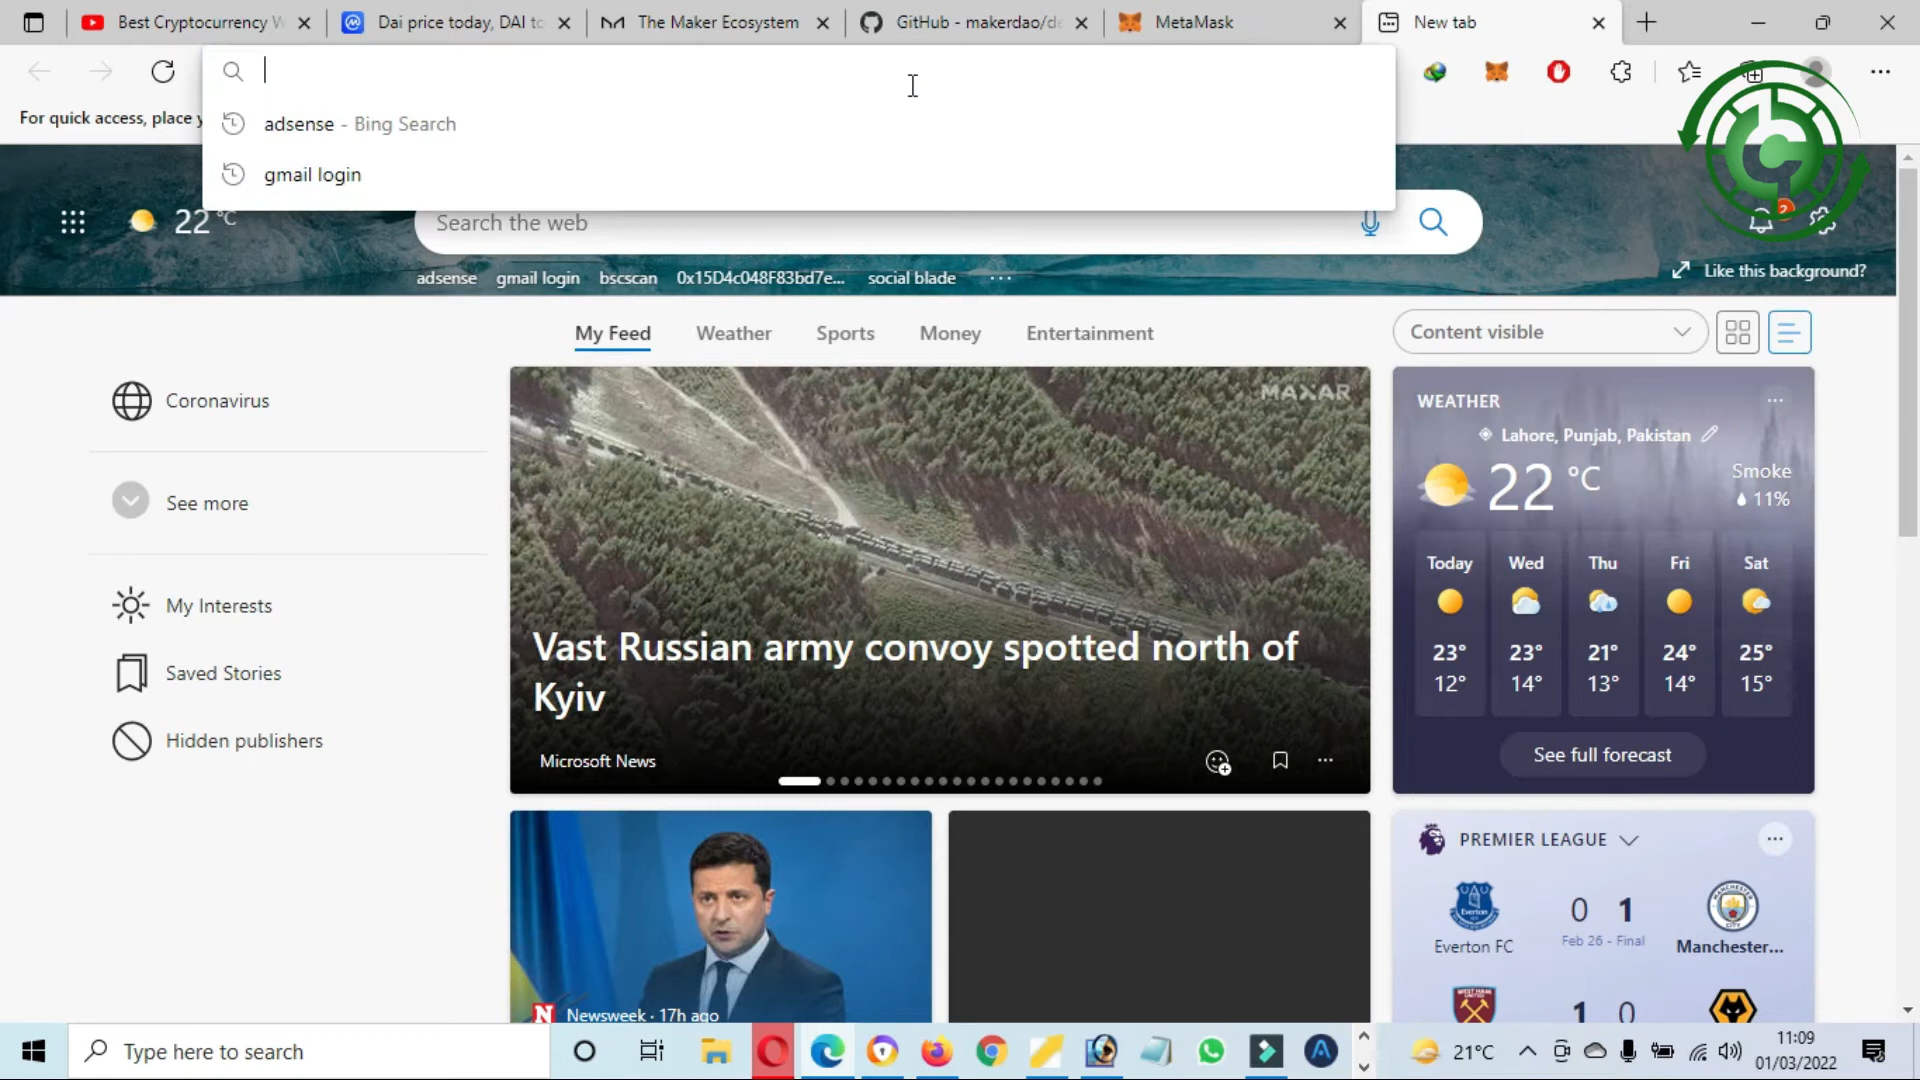 Best Cryptocurrency W
Dai price today, DAI to
The Maker Ecosystem
GitHub - makerdao/de
MetaMask
New tab
For quick access, place y
adsense - Bing Search
gmail login
22 °C
Search the web
2
adsense
gmail login
bscscan
0x15D4c048F83bd7e...
social blade
Like this background?
My Feed
Weather
Sports
Money
Entertainment
Content visible
Coronavirus
See more
My Interests
Saved Stories
Hidden publishers
MAXAR
Vast Russian army convoy spotted north of
Kyiv
Microsoft News
WEATHER
Lahore, Punjab, Pakistan
22 °C
Smoke
11%
Today Wed Thu Fri Sat
23° 23° 21° 24° 25°
12° 14° 13° 14° 15°
See full forecast
N Newsweek · 17h ago
PREMIER LEAGUE
Everton
0 1
Feb 26 - Final
Everton FC
Manchester...
1 0
Type here to search
21°C
11:09
01/03/2022